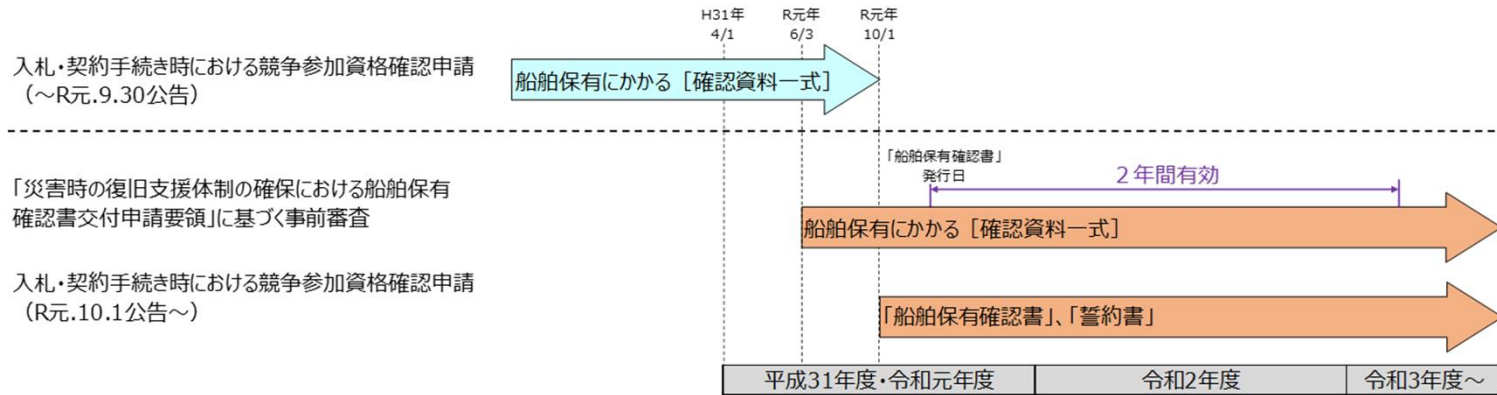 H31年
4/1
R元年
6/3
R元年
10/1
入札・契約手続き時における競争参加資格確認申請
（～R元.9.30公告）
船舶保有にかかる［確認資料一式］
「災害時の復旧支援体制の確保における船舶保有
確認書交付申請要領」に基づく事前審査
「船舶保有確認書」
発行日
２年間有効
船舶保有にかかる［確認資料一式］
入札・契約手続き時における競争参加資格確認申請
（R元.10.1公告～）
「船舶保有確認書」、「誓約書」
平成31年度・令和元年度
令和2年度
令和3年度～